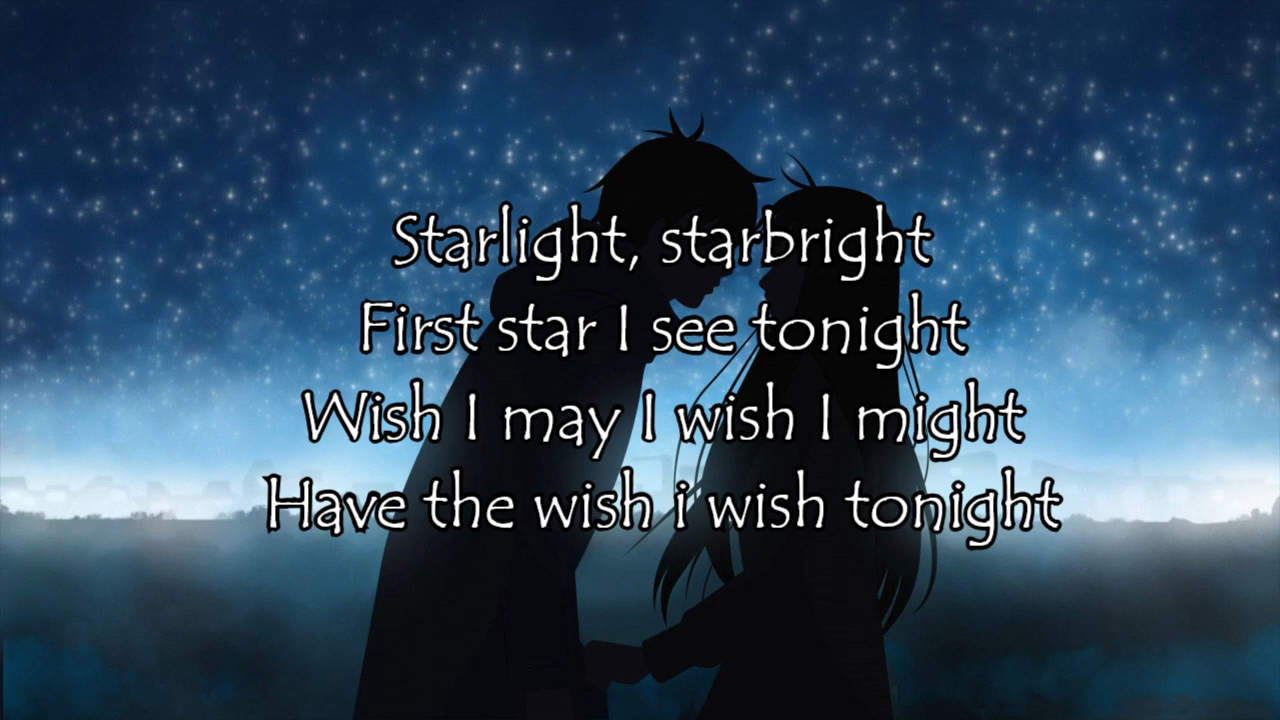 Starlight, starbright
First star I see tonight
Wish I may I wish I might
Have the wish i wish tonight